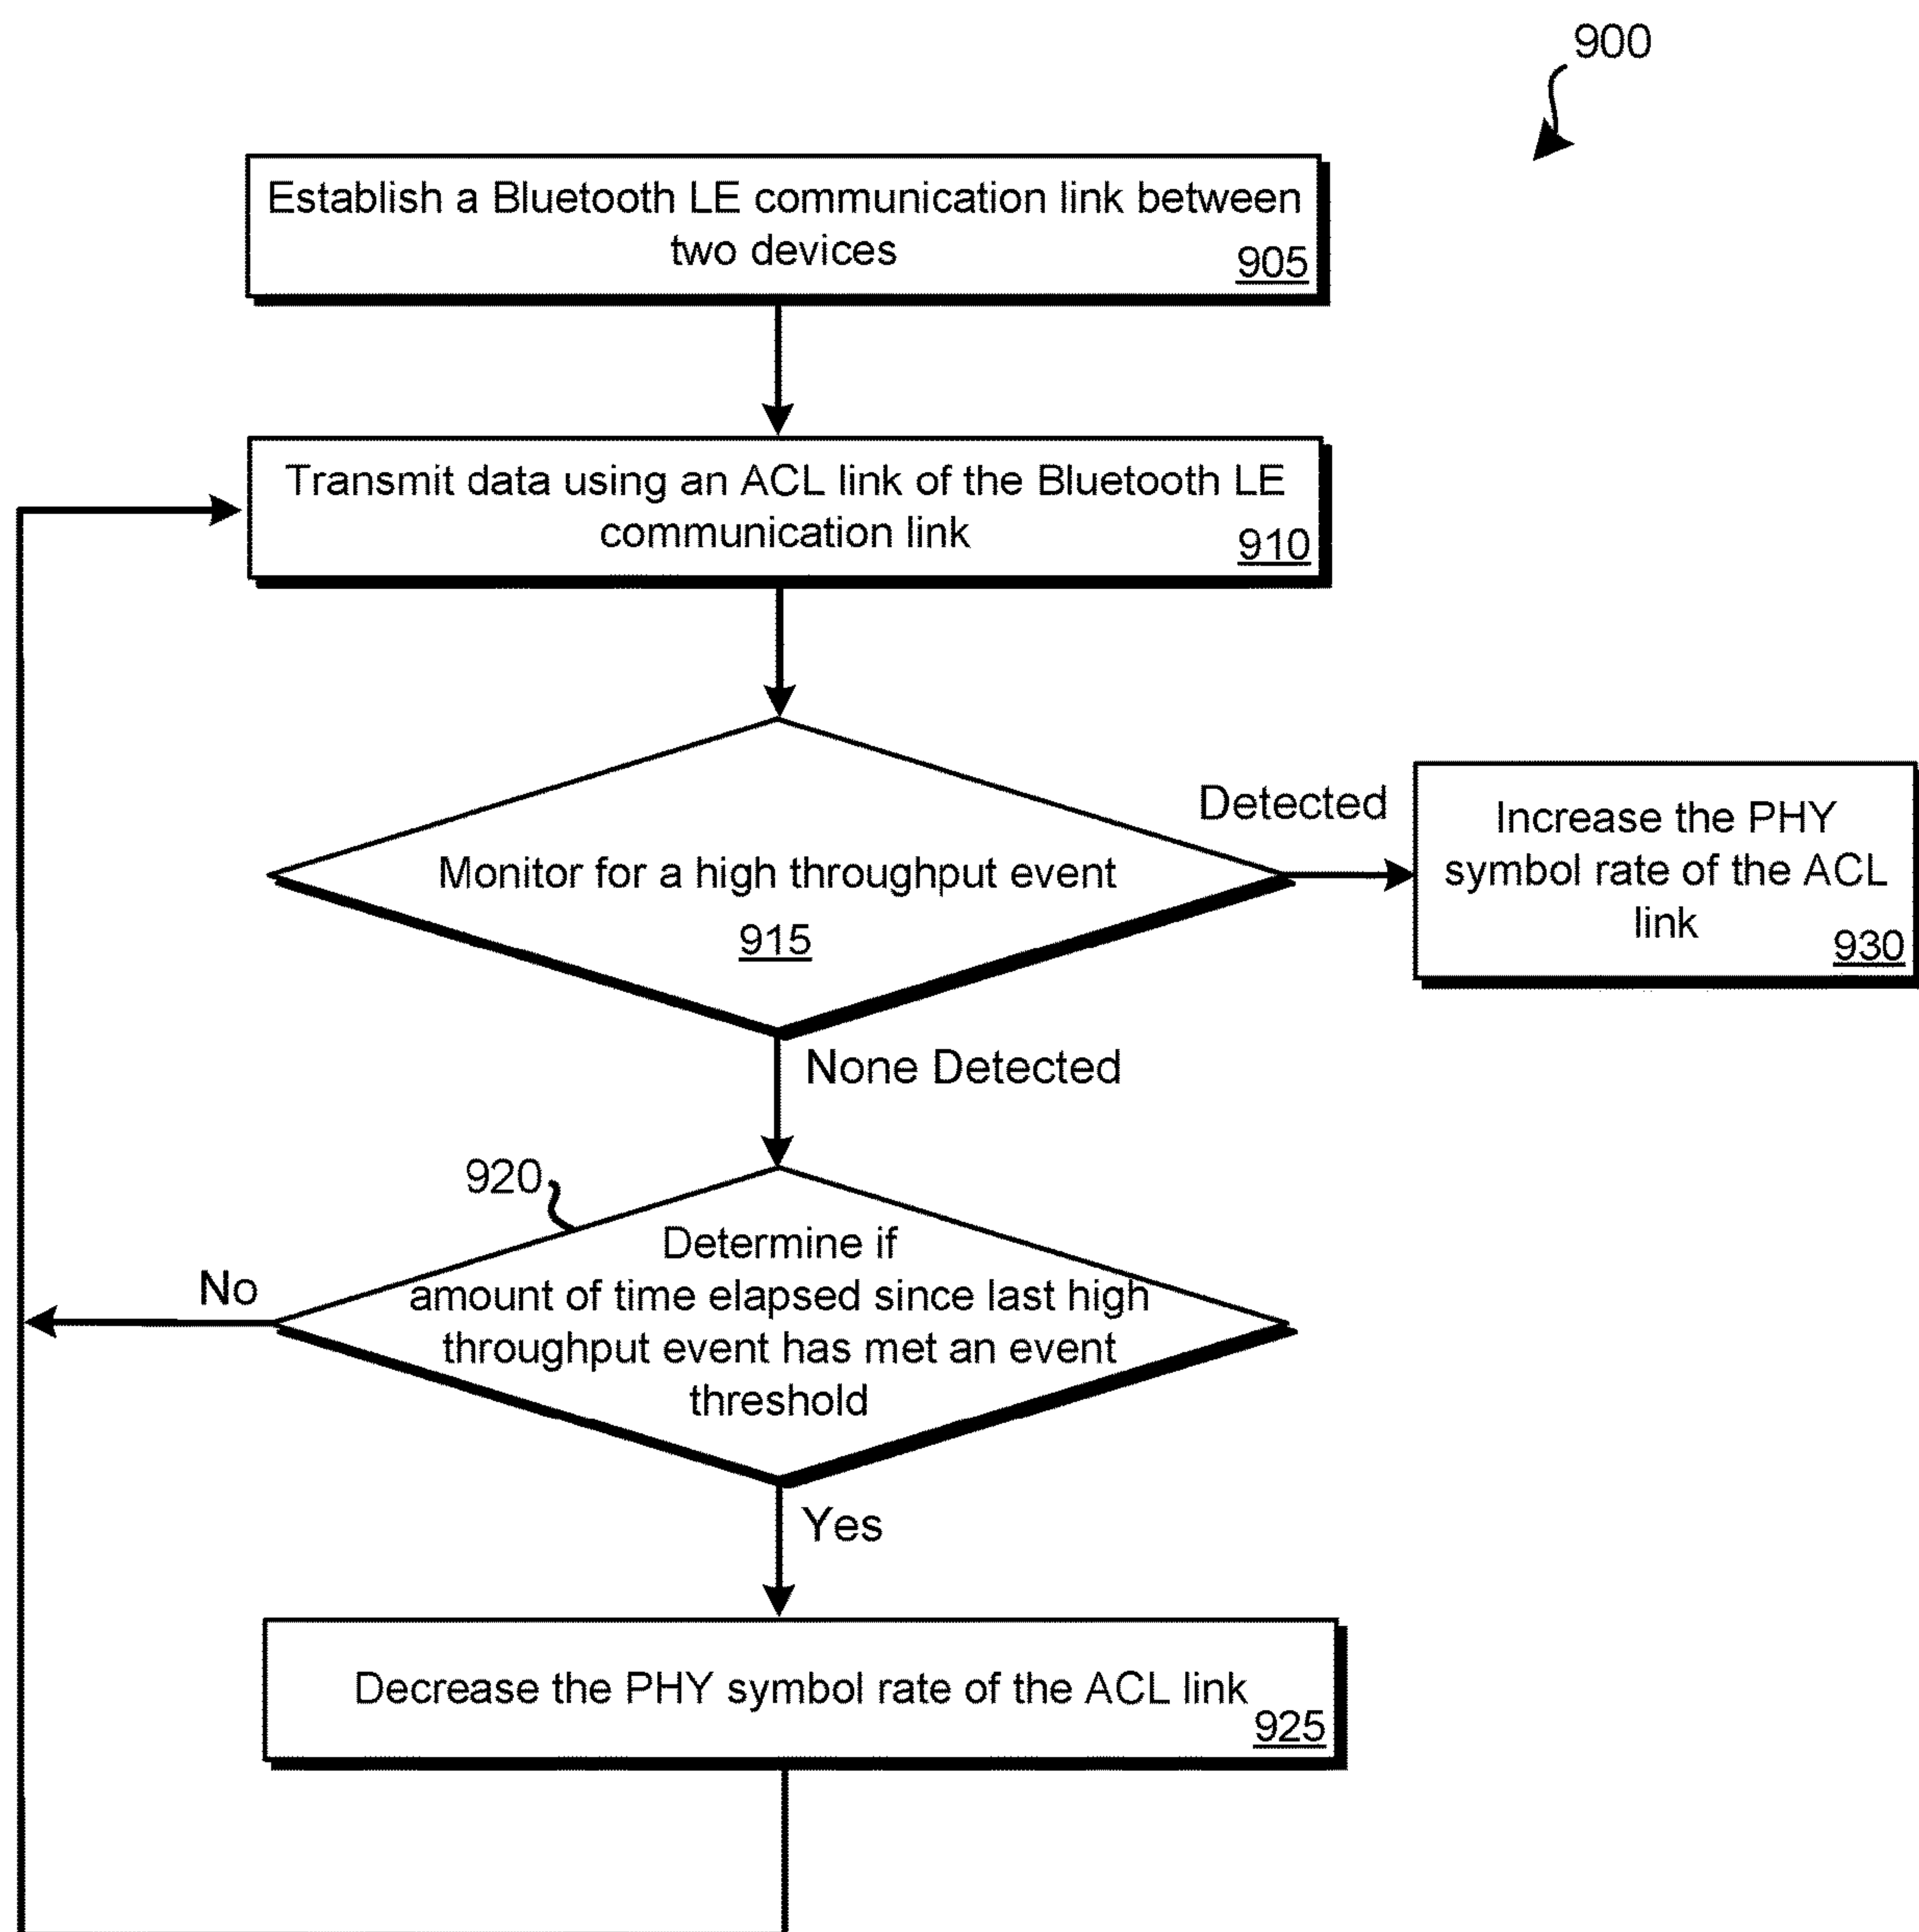 900
Establish a Bluetooth LE communication link between
two devices
905
Transmit data using an ACL link of the Bluetooth LE
communication link
910
Detected
Monitor for a high throughput event
915
Increase the PHY
symbol rate of the ACL
link
930
None Detected
920
Determine if
amount of time elapsed since last high
throughput event has met an event
threshold
No
Yes
Decrease the PHY symbol rate of the ACL link
925